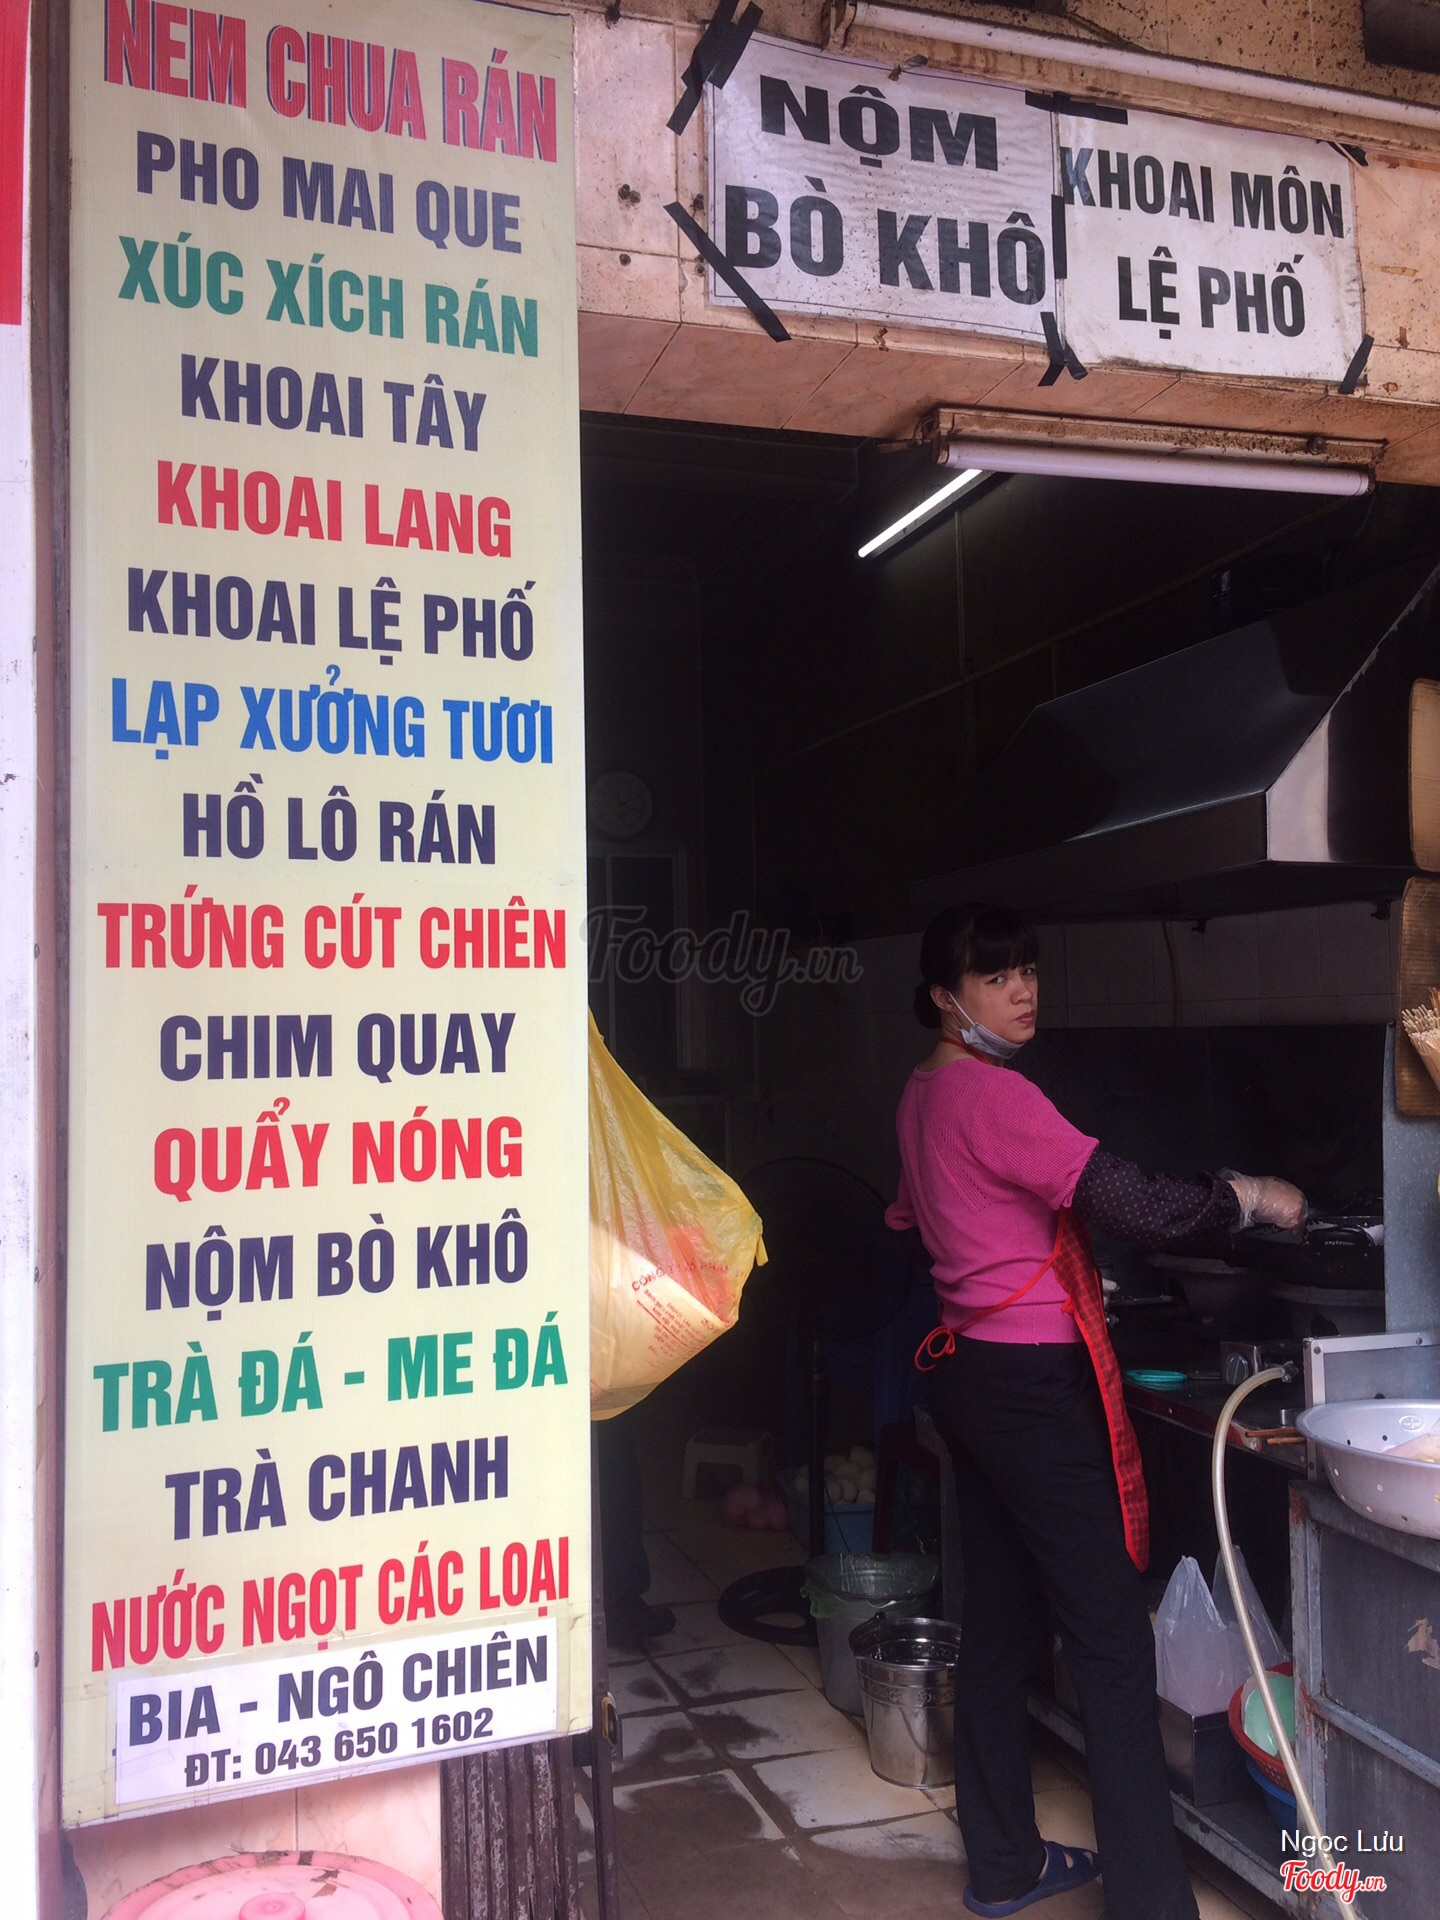 NEM CHUA RÁN
PHO MAI QUE
XÚC XÍCH RÁN
KHOAI TÂY
KHOAI LANG
KHOAI LỆ PHỐ
LẠP XƯỞNG TƯƠI
HỒ LÔ RÁN
TRỨNG CÚT CHIÊN
CHIM QUAY
QUẨY NÓNG
NỘM BÒ KHÔ
TRÀ ĐÁ - ME ĐÁ
TRÀ CHANH
NƯỚC NGỌT CÁC LOẠI
BIA - NGÔ CHIÊN
ĐT: 043 650 1602
NỘM
BÒ KHÔ
KHOAI MÔN
LỆ PHỐ
Foody.vn
CÔNG TY
Ngọc Lưu
Foody.vn